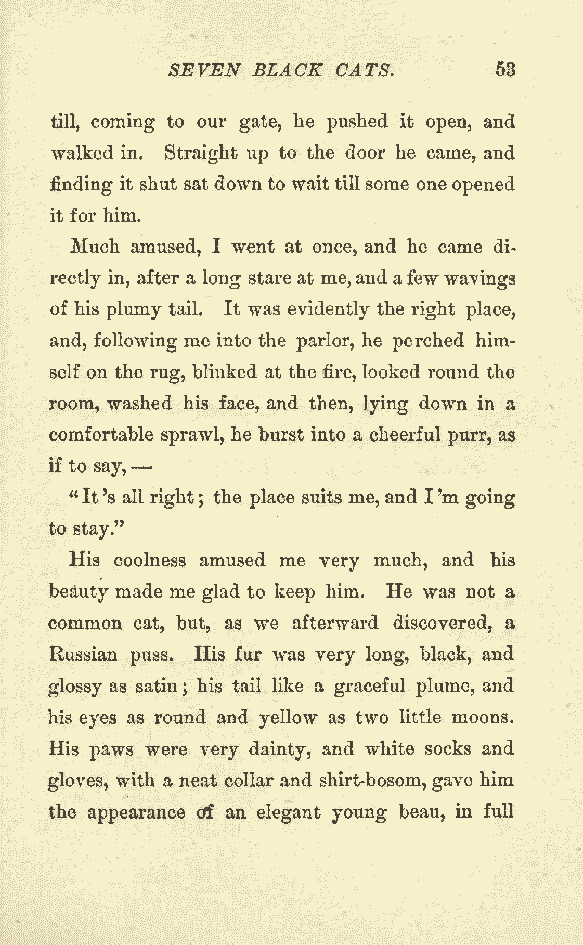 SEVEN BLACK CATS. 53
till, coming to our gate, he pushed it open, and
walked in. Straight up to the door he came, and
finding it shut sat down to wait till some one opened
it for him.
Much amused, I went at once, and he came di-
rectly in, after a long stare at me, and a few wavings
of his plumy tail. It was evidently the right place,
and, following me into the parlor, he perched him-
self on the rug, blinked at the fire, looked round the
room, washed his face, and then, lying down in a
comfortable sprawl, he burst into a cheerful purr, as
if to say,—
"It's all right; the place suits me, and I'm going
to stay."
His coolness amused me very much, and his
beauty made me glad to keep him. He was not a
common cat, but, as we afterward discovered, a
Russian puss. His fur was very long, black, and
glossy as satin; his tail like a graceful plume, and
his eyes as round and yellow as two little moons.
His paws were very dainty, and white socks and
gloves, with a neat collar and shirt-bosom, gave him
the appearance of an elegant young beau, in full